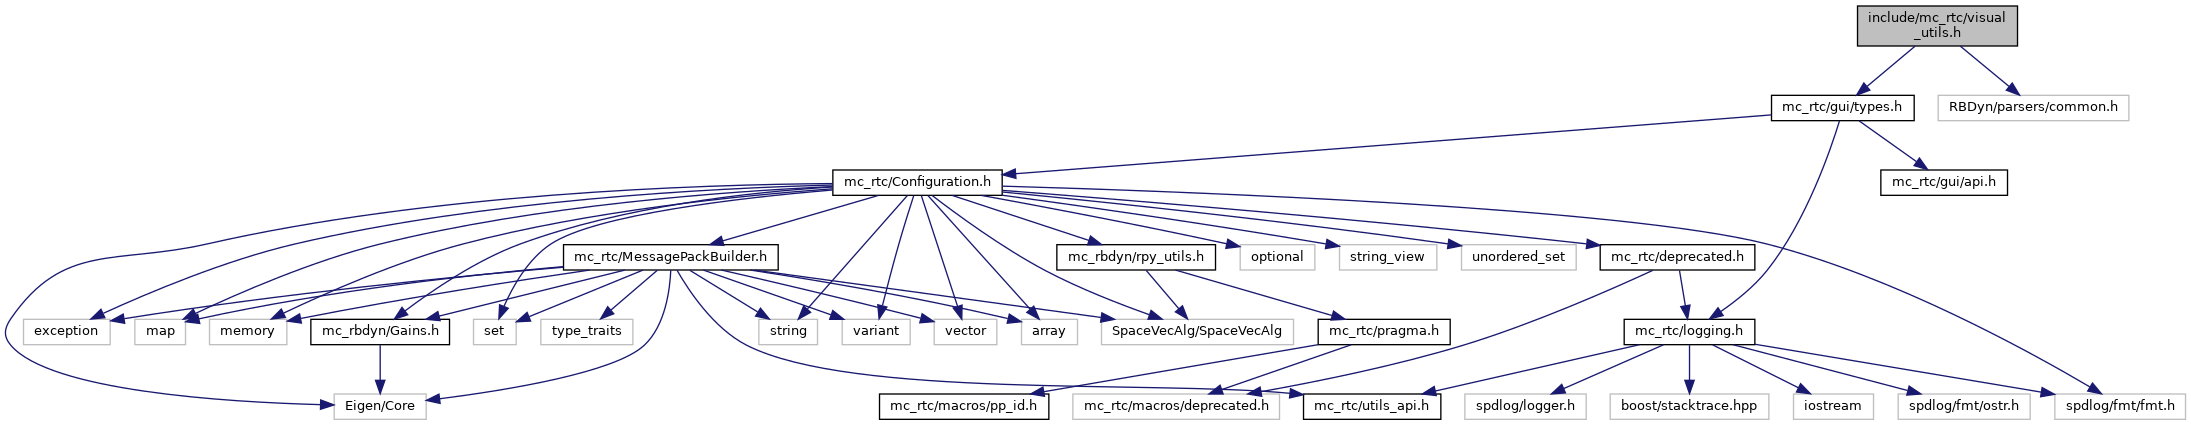 include/mc_rtc/visual
_utils.h
mc_rtc/gui/types.h
RBDyn/parsers/common.h
mc_rtc/Configuration.h
mc_rtc/gui/api.h
mc_rtc/MessagePackBuilder.h
mc_rbdyn/rpy_utils.h
optional
string_view
unordered_set
mc_rtc/deprecated.h
exception
map
memory
mc_rbdyn/Gains.h
set
type_traits
string
variant
vector
array
SpaceVecAlg/SpaceVecAlg
mc_rtc/pragma.h
mc_rtc/logging.h
Eigen/Core
mc_rtc/macros/pp_id.h
mc_rtc/macros/deprecated.h
mc_rtc/utils_api.h
spdlog/logger.h
boost/stacktrace.hpp
iostream
spdlog/fmt/ostr.h
spdlog/fmt/fmt.h